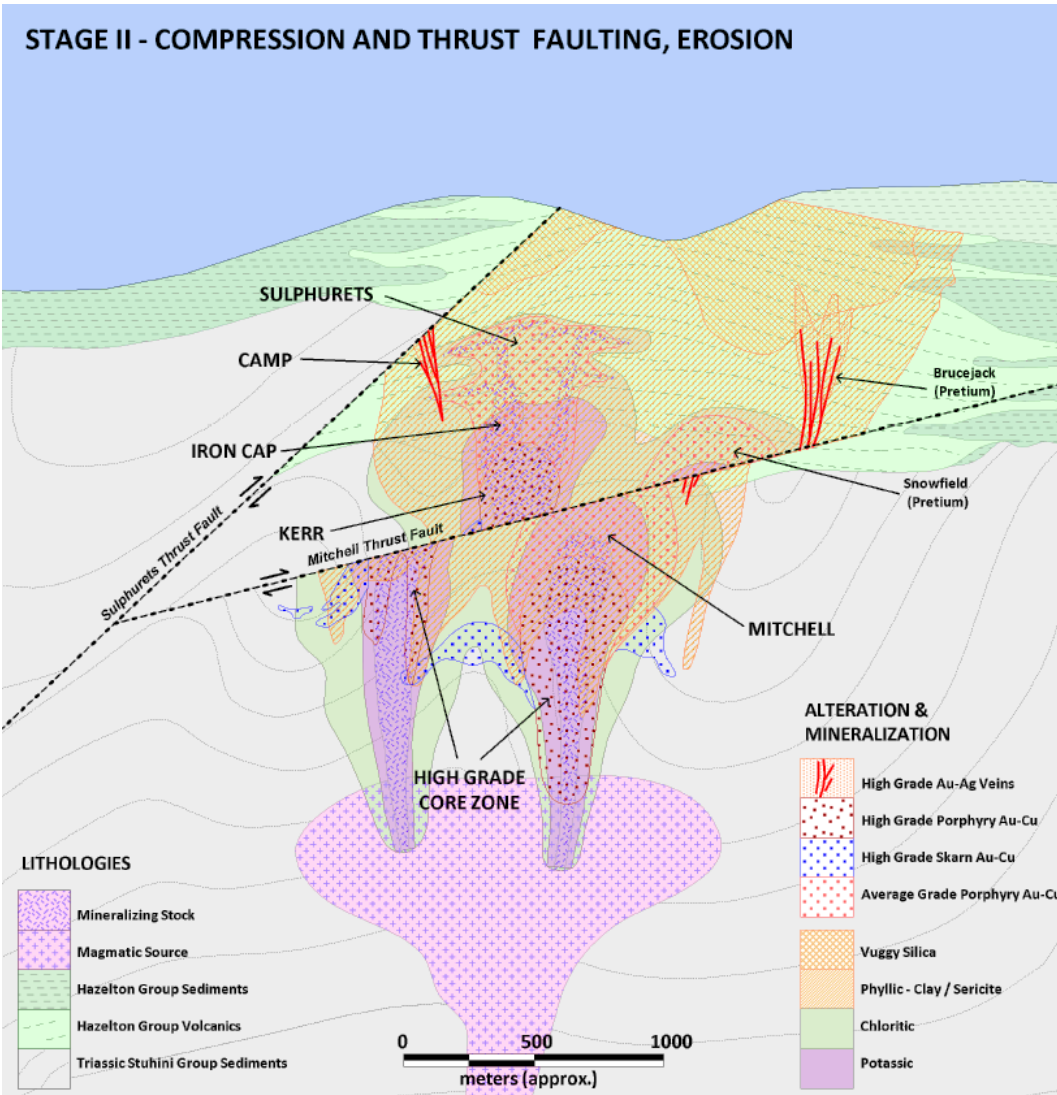 STAGE II - COMPRESSION AND THRUST FAULTING, EROSION
SULPHURETS
CAMP
Brucejack
(Pretium)
IRON CAP
Snowfield
(Pretium)
KERR
Mitchell Thrust Fault
Sulphurets Thrust Fault
MITCHELL
HIGH GRADE
CORE ZONE
ALTERATION &
MINERALIZATION
High Grade Au-Ag Veins
High Grade Porphyry Au-Cu
High Grade Skarn Au-Cu
Average Grade Porphyry Au-Cu
Vuggy Silica
Phyllic - Clay / Sericite
Chloritic
Potassic
LITHOLOGIES
Mineralizing Stock
Magmatic Source
Hazelton Group Sediments
Hazelton Group Volcanics
Triassic Stuhini Group Sediments
0 500 1000
meters (approx.)